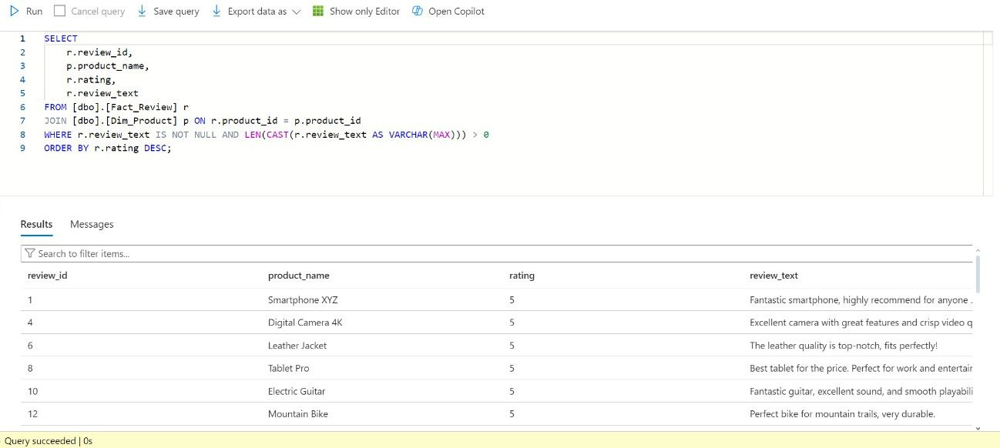 Run Cancel query Save query Export data as Show only Editor Open Copilot
1 SELECT
2 r.review_id,
3 p.product_name,
4 r.rating,
5 r.review_text
6 FROM [dbo].[Fact_Review] r
7 JOIN [dbo].[Dim_Product] p ON r.product_id = p.product_id
8 WHERE r.review_text IS NOT NULL AND LEN(CAST(r.review_text AS VARCHAR(MAX))) > 0
9 ORDER BY r.rating DESC;
Results Messages
Search to filter items...
review_id product_name rating review_text
1 Smartphone XYZ 5 Fantastic smartphone, highly recommend for anyone .
4 Digital Camera 4K 5 Excellent camera with great features and crisp video q
6 Leather Jacket 5 The leather quality is top-notch, fits perfectly!
8 Tablet Pro 5 Best tablet for the price. Perfect for work and entertair
10 Electric Guitar 5 Fantastic guitar, excellent sound, and smooth playabili
12 Mountain Bike 5 Perfect bike for mountain trails, very durable.
Query succeeded | 0s